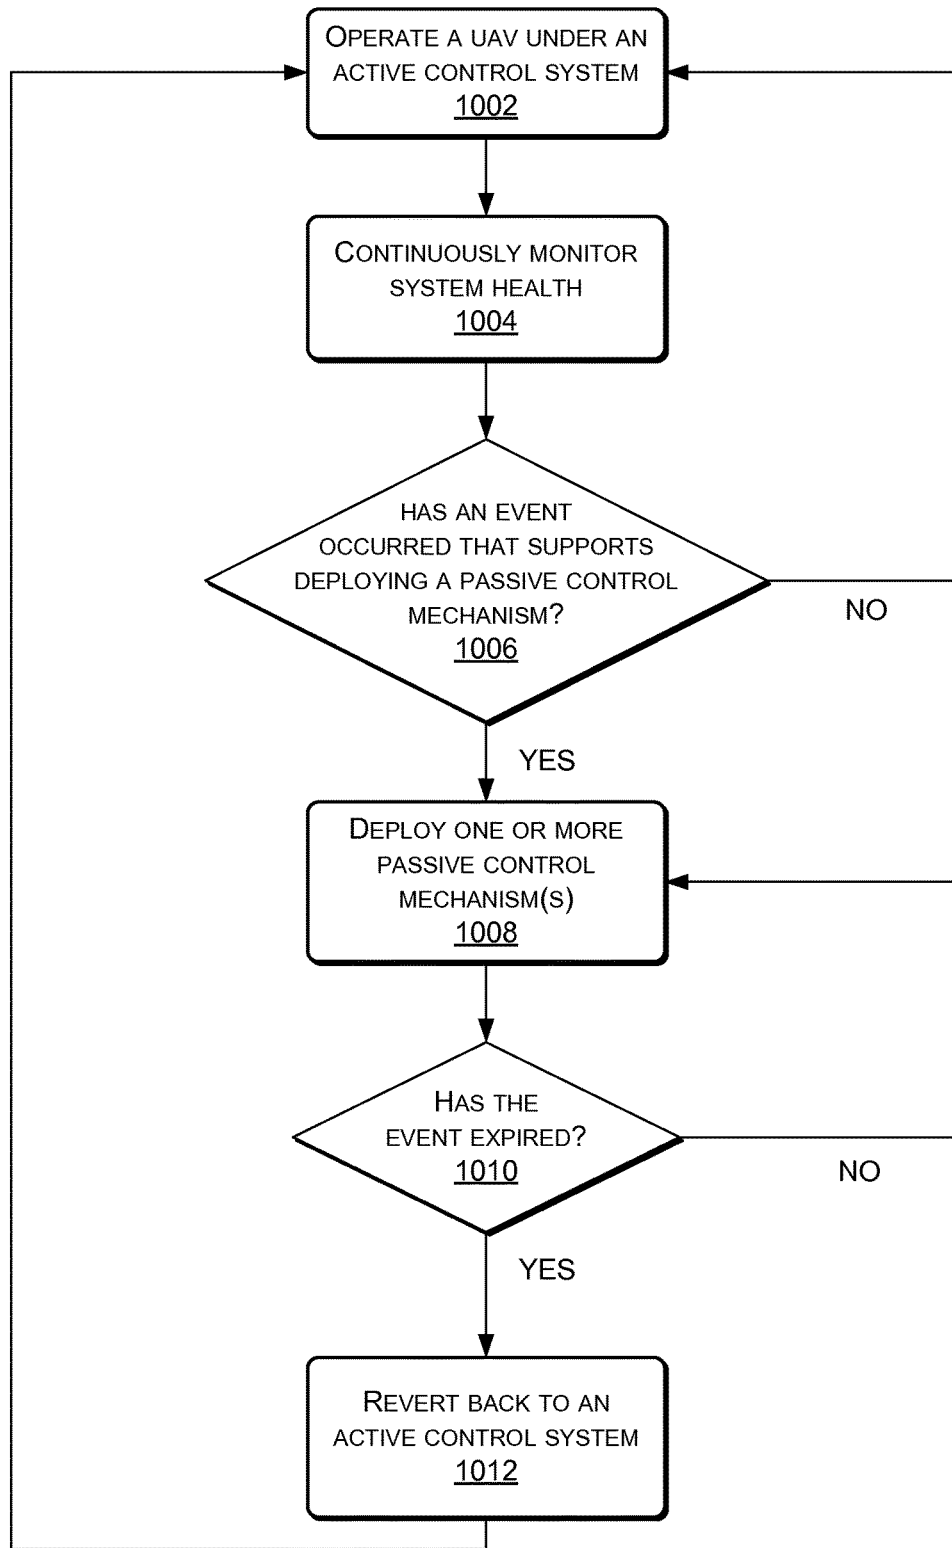 OPERATE A UAV UNDER AN
ACTIVE CONTROL SYSTEM
1002
CONTINUOUSLY MONITOR
SYSTEM HEALTH
1004
HAS AN EVENT
OCCURRED THAT SUPPORTS
DEPLOYING A PASSIVE CONTROL
MECHANISM?
1006
NO
YES
DEPLOY ONE OR MORE
PASSIVE CONTROL
MECHANISM(S)
1008
HAS THE
EVENT EXPIRED?
1010
NO
YES
REVERT BACK TO AN
ACTIVE CONTROL SYSTEM
1012